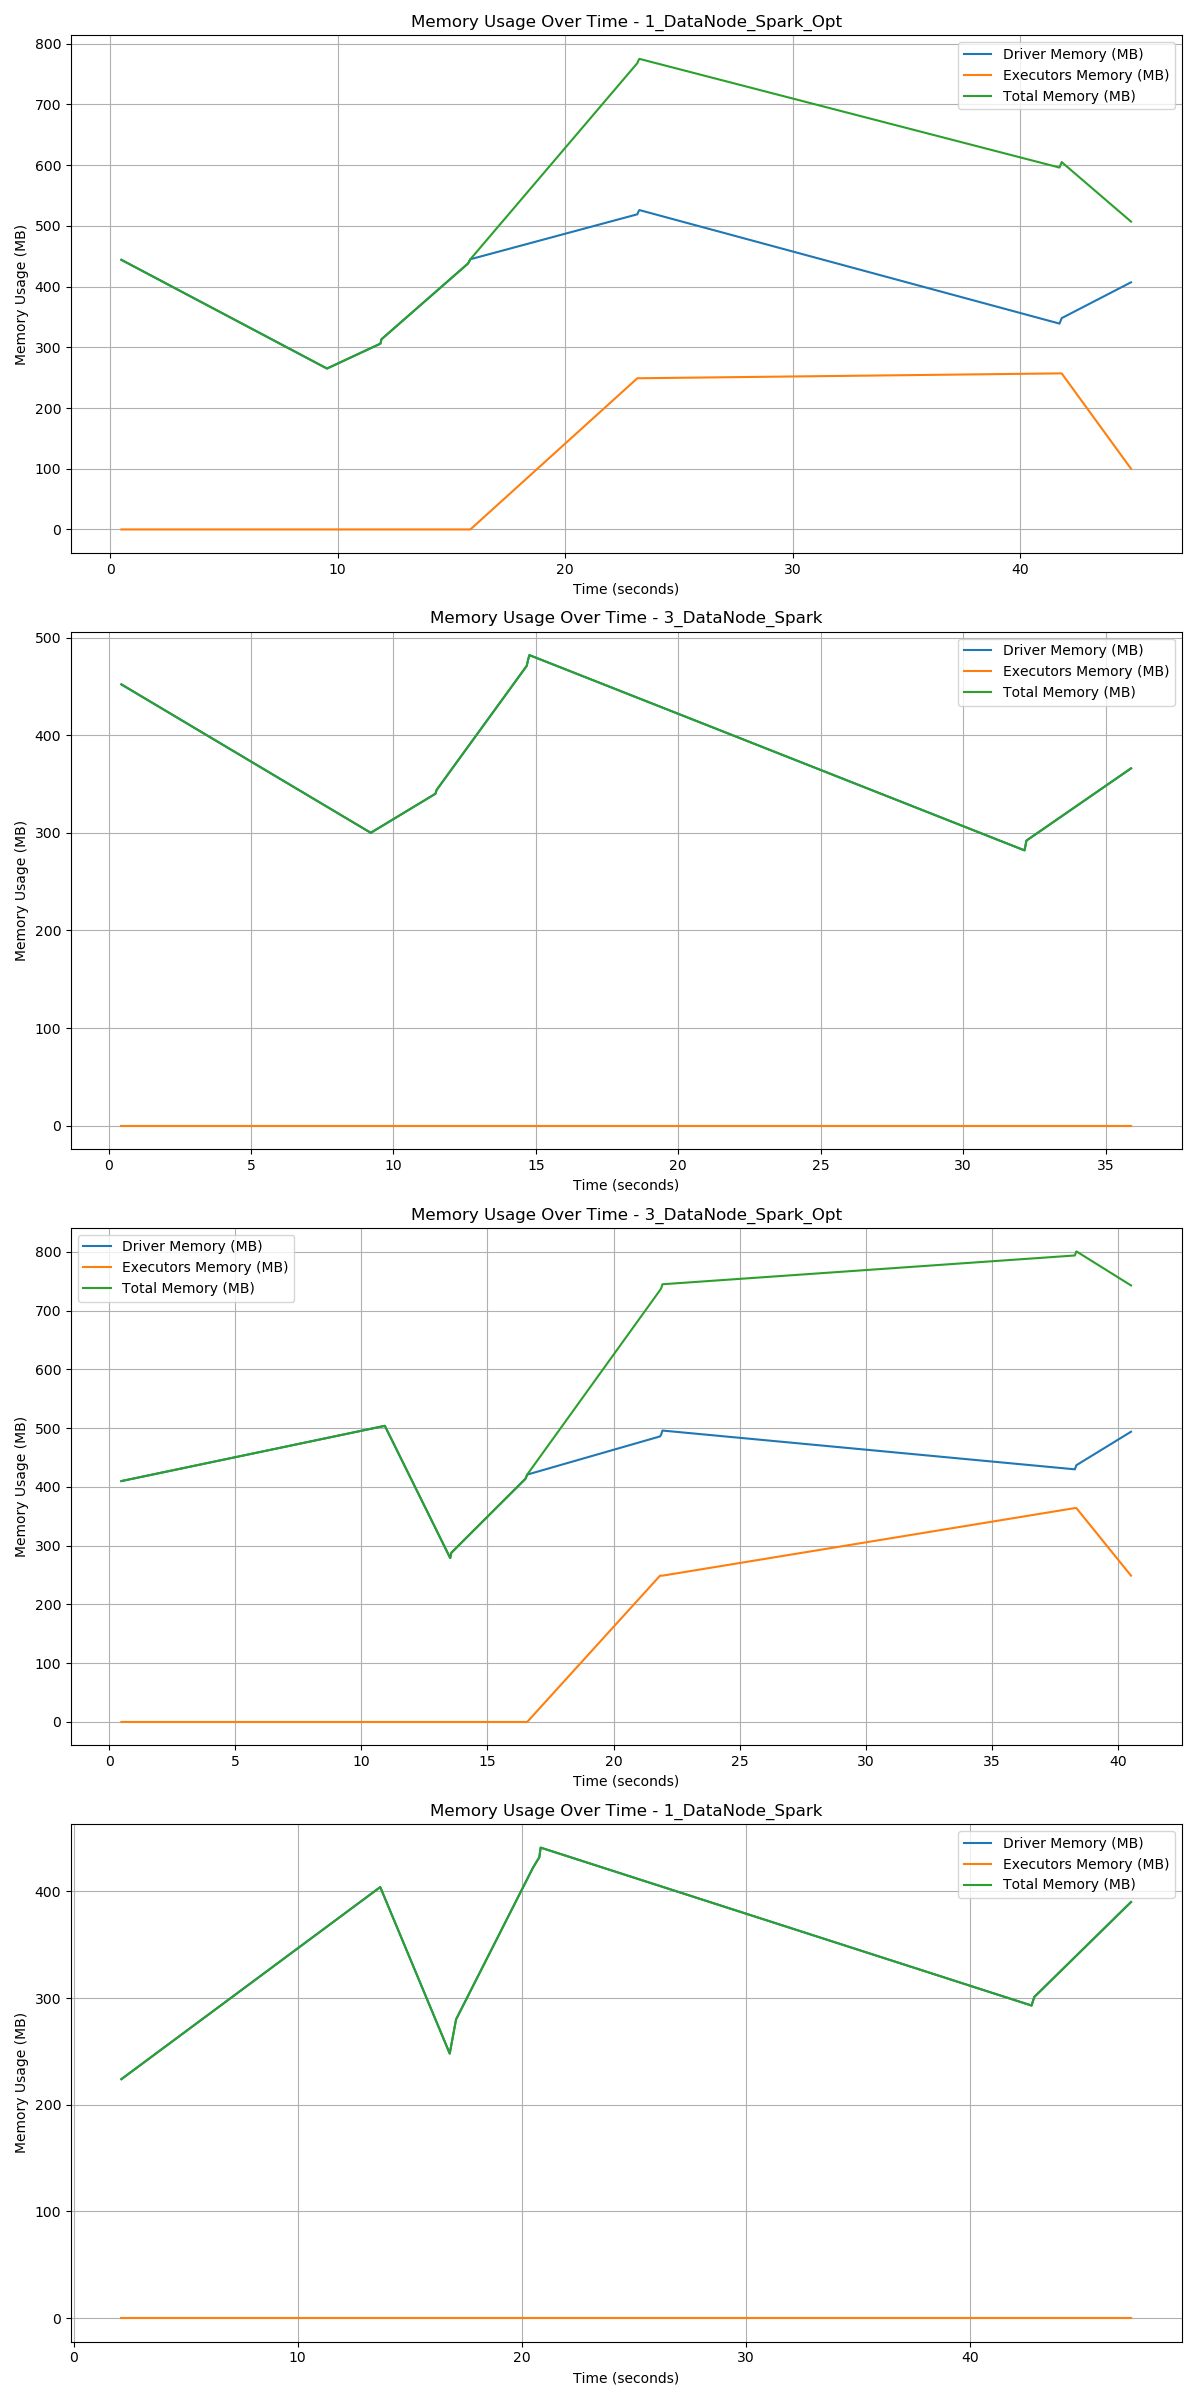 Memory Usage Over Time - 1_DataNode_Spark_Opt
Driver Memory (MB)
Executors Memory (MB)
Total Memory (MB)
Memory Usage (MB)
800
700
600
500
400
300
200
100
0
0 10 20 30 40
Time (seconds)
Memory Usage Over Time - 3_DataNode_Spark
Driver Memory (MB)
Executors Memory (MB)
Total Memory (MB)
Memory Usage (MB)
500
400
300
200
100
0
0 5 10 15 20 25 30 35
Time (seconds)
Memory Usage Over Time - 3_DataNode_Spark_Opt
Driver Memory (MB)
Executors Memory (MB)
Total Memory (MB)
Memory Usage (MB)
800
700
600
500
400
300
200
100
0
0 5 10 15 20 25 30 35 40
Time (seconds)
Memory Usage Over Time - 1_DataNode_Spark
Driver Memory (MB)
Executors Memory (MB)
Total Memory (MB)
Memory Usage (MB)
400
300
200
100
0
0 10 20 30 40
Time (seconds)